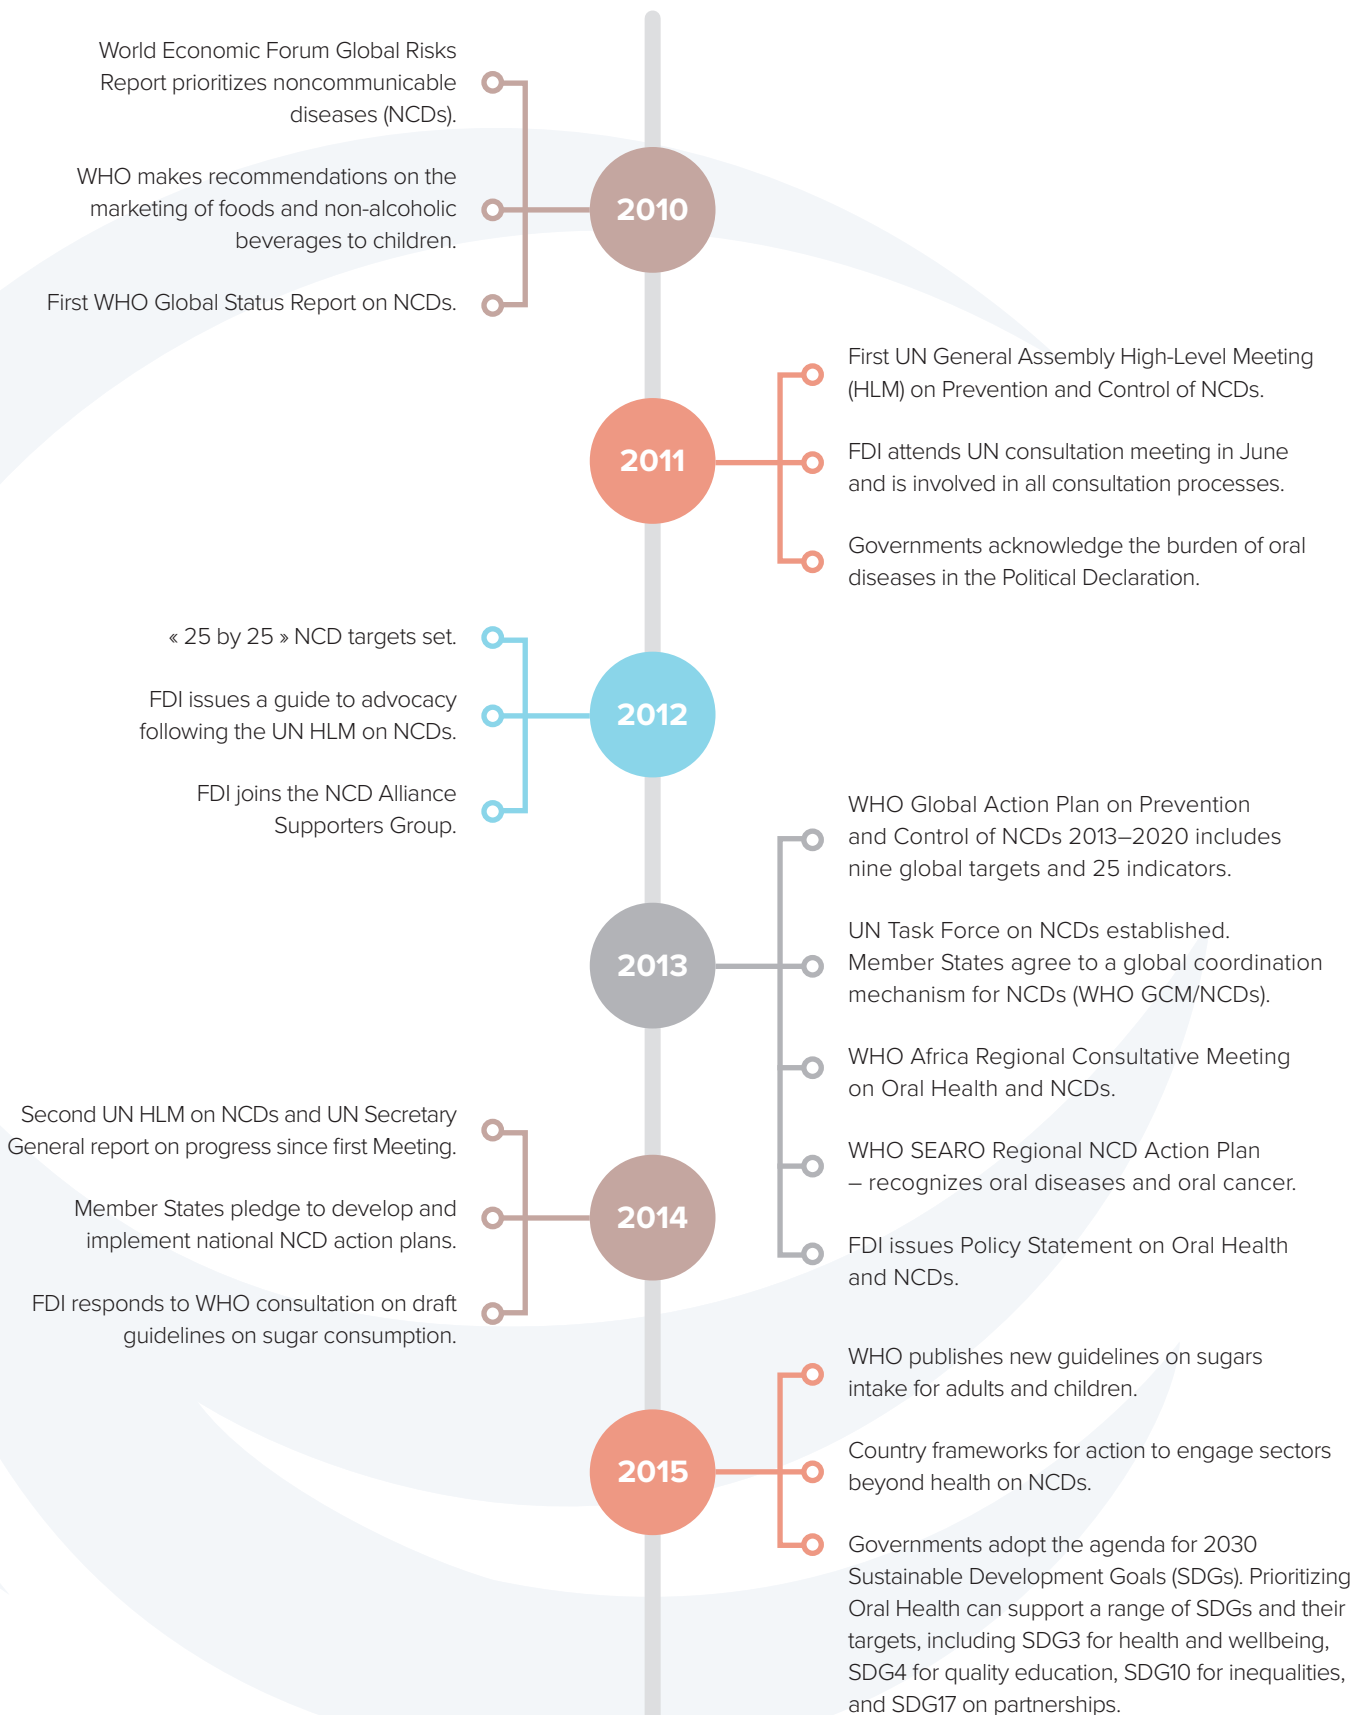 World Economic Forum Global Risks
Report prioritizes noncommunicable
diseases (NCDs).
WHO makes recommendations on the
marketing of foods and non-alcoholic
beverages to children.
First WHO Global Status Report on NCDs.
2010
First UN General Assembly High-Level Meeting
(HLM) on Prevention and Control of NCDs.
FDI attends UN consultation meeting in June
and is involved in all consultation processes.
Governments acknowledge the burden of oral
diseases in the Political Declaration.
2011
« 25 by 25 » NCD targets set.
FDI issues a guide to advocacy
following the UN HLM on NCDs.
FDI joins the NCD Alliance
Supporters Group.
2012
WHO Global Action Plan on Prevention
and Control of NCDs 2013–2020 includes
nine global targets and 25 indicators.
UN Task Force on NCDs established.
Member States agree to a global coordination
mechanism for NCDs (WHO GCM/NCDs).
WHO Africa Regional Consultative Meeting
on Oral Health and NCDs.
WHO SEARO Regional NCD Action Plan
– recognizes oral diseases and oral cancer.
FDI issues Policy Statement on Oral Health
and NCDs.
2013
Second UN HLM on NCDs and UN Secretary
General report on progress since first Meeting.
Member States pledge to develop and
implement national NCD action plans.
FDI responds to WHO consultation on draft
guidelines on sugar consumption.
2014
WHO publishes new guidelines on sugars
intake for adults and children.
Country frameworks for action to engage sectors
beyond health on NCDs.
Governments adopt the agenda for 2030
Sustainable Development Goals (SDGs). Prioritizing
Oral Health can support a range of SDGs and their
targets, including SDG3 for health and wellbeing,
SDG4 for quality education, SDG10 for inequalities,
and SDG17 on partnerships.
2015